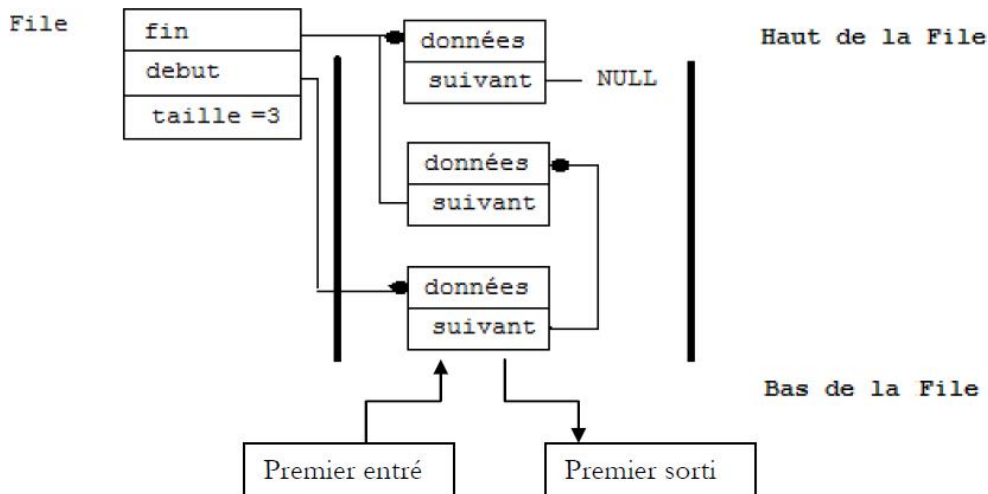 File
fin
debut
taille =3
données
suivant
NULL
Haut de la File
données
suivant
données
suivant
Bas de la File
Premier entré
Premier sorti